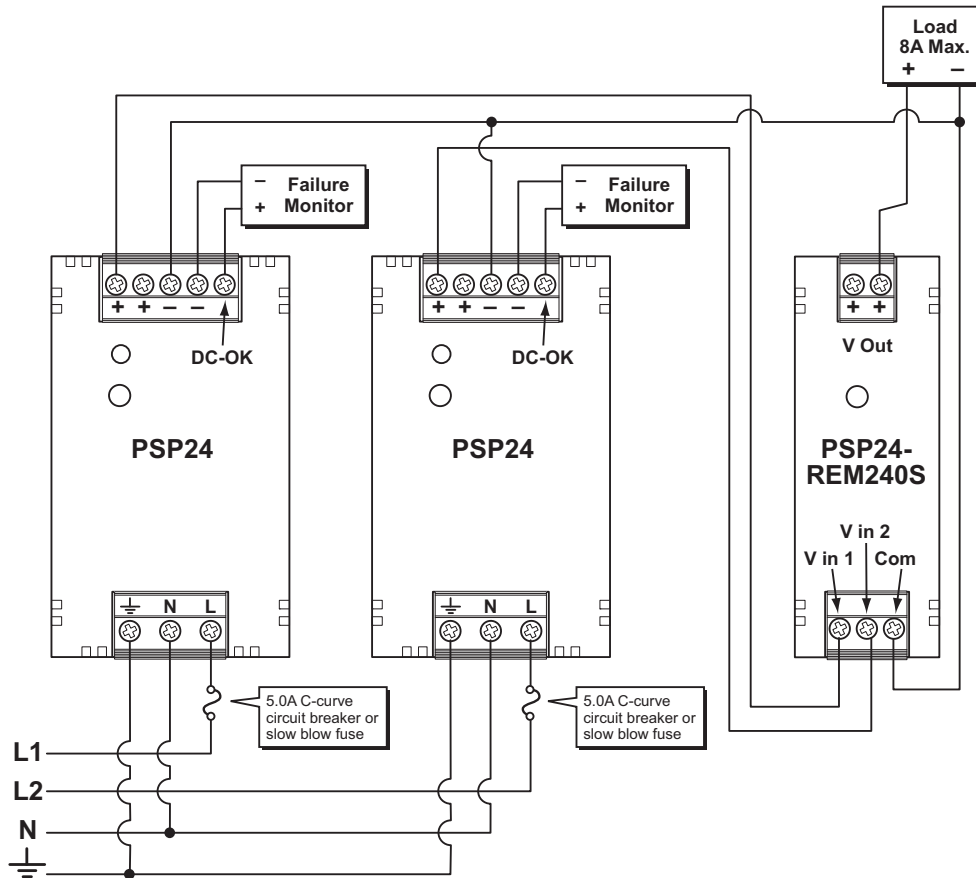 Load
8A Max.
+ −
− Failure
+ Monitor
− Failure
+ Monitor
+ + − −
DC-OK
PSP24
+ + − −
DC-OK
PSP24
+ +
V Out
PSP24-
REM240S
V in 2
V in 1 Com
N L
N L
5.0A C-curve
circuit breaker or
slow blow fuse
5.0A C-curve
circuit breaker or
slow blow fuse
L1
L2
N